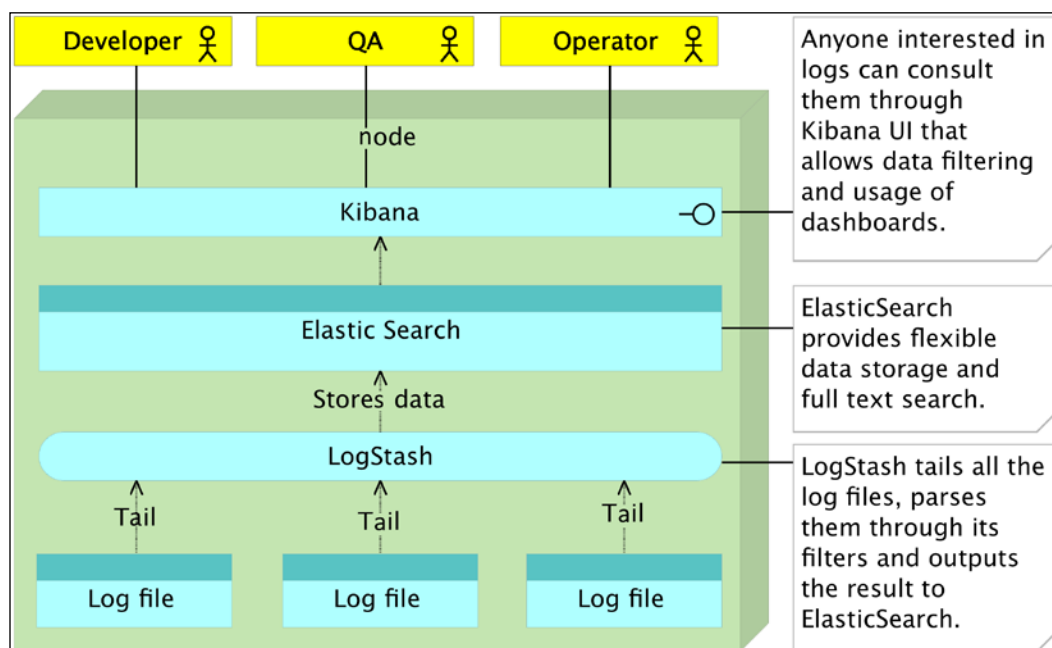 Developer
QA
Operator
node
Kibana
Elastic Search
Stores data
LogStash
Tail
Tail
Tail
Log file
Log file
Log file
Anyone interested in
logs can consult
them through
Kibana UI that
allows data filtering
and usage of
dashboards.
ElasticSearch
provides flexible
data storage and
full text search.
LogStash tails all the
log files, parses
them through its
filters and outputs
the result to
ElasticSearch.